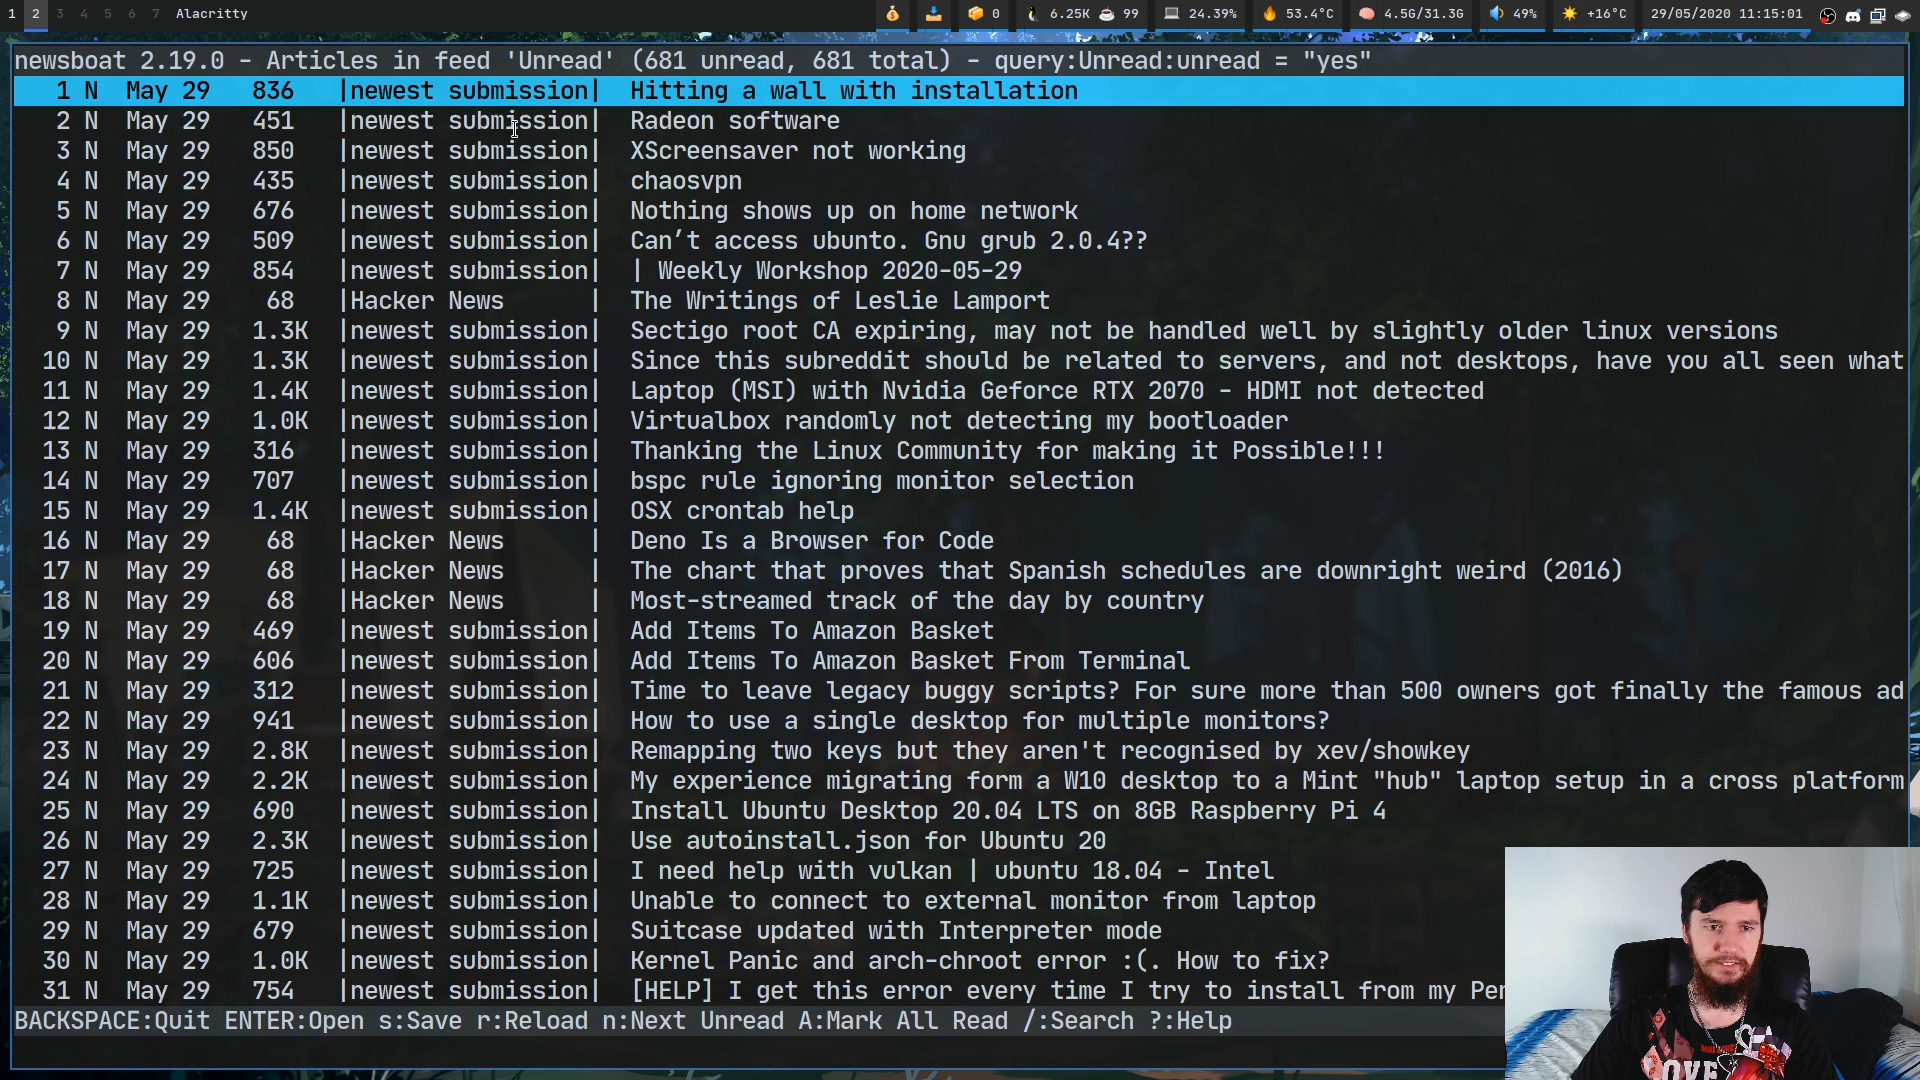 1 2 3 4 5 6 7 Alacritty 0 6.25K 99 24.39% 53.4°C 4.5G/31.3G 49% +16°C 29/05/2020 11:15:01
newsboat 2.19.0 - Articles in feed 'Unread' (681 unread, 681 total) - query:Unread:unread = "yes"
1 N May 29 836 |newest submission| Hitting a wall with installation
2 N May 29 451 |newest submission| Radeon software
3 N May 29 850 |newest submission| XScreensaver not working
4 N May 29 435 |newest submission| chaosvpn
5 N May 29 676 |newest submission| Nothing shows up on home network
6 N May 29 509 |newest submission| Can’t access ubunto. Gnu grub 2.0.4??
7 N May 29 854 |newest submission| | Weekly Workshop 2020-05-29
8 N May 29 68 |Hacker News | The Writings of Leslie Lamport
9 N May 29 1.3K |newest submission| Sectigo root CA expiring, may not be handled well by slightly older linux versions
10 N May 29 1.3K |newest submission| Since this subreddit should be related to servers, and not desktops, have you all seen what
11 N May 29 1.4K |newest submission| Laptop (MSI) with Nvidia Geforce RTX 2070 - HDMI not detected
12 N May 29 1.0K |newest submission| Virtualbox randomly not detecting my bootloader
13 N May 29 316 |newest submission| Thanking the Linux Community for making it Possible!!!
14 N May 29 707 |newest submission| bspc rule ignoring monitor selection
15 N May 29 1.4K |newest submission| OSX crontab help
16 N May 29 68 |Hacker News | Deno Is a Browser for Code
17 N May 29 68 |Hacker News | The chart that proves that Spanish schedules are downright weird (2016)
18 N May 29 68 |Hacker News | Most-streamed track of the day by country
19 N May 29 469 |newest submission| Add Items To Amazon Basket
20 N May 29 606 |newest submission| Add Items To Amazon Basket From Terminal
21 N May 29 312 |newest submission| Time to leave legacy buggy scripts? For sure more than 500 owners got finally the famous ad
22 N May 29 941 |newest submission| How to use a single desktop for multiple monitors?
23 N May 29 2.8K |newest submission| Remapping two keys but they aren't recognised by xev/showkey
24 N May 29 2.2K |newest submission| My experience migrating form a W10 desktop to a Mint "hub" laptop setup in a cross platform
25 N May 29 690 |newest submission| Install Ubuntu Desktop 20.04 LTS on 8GB Raspberry Pi 4
26 N May 29 2.3K |newest submission| Use autoinstall.json for Ubuntu 20
27 N May 29 725 |newest submission| I need help with vulkan | ubuntu 18.04 - Intel
28 N May 29 1.1K |newest submission| Unable to connect to external monitor from laptop
29 N May 29 679 |newest submission| Suitcase updated with Interpreter mode
30 N May 29 1.0K |newest submission| Kernel Panic and arch-chroot error :(. How to fix?
31 N May 29 754 |newest submission| [HELP] I get this error every time I try to install from my Pen
BACKSPACE:Quit ENTER:Open s:Save r:Reload n:Next Unread A:Mark All Read /:Search ?:Help
LOVE